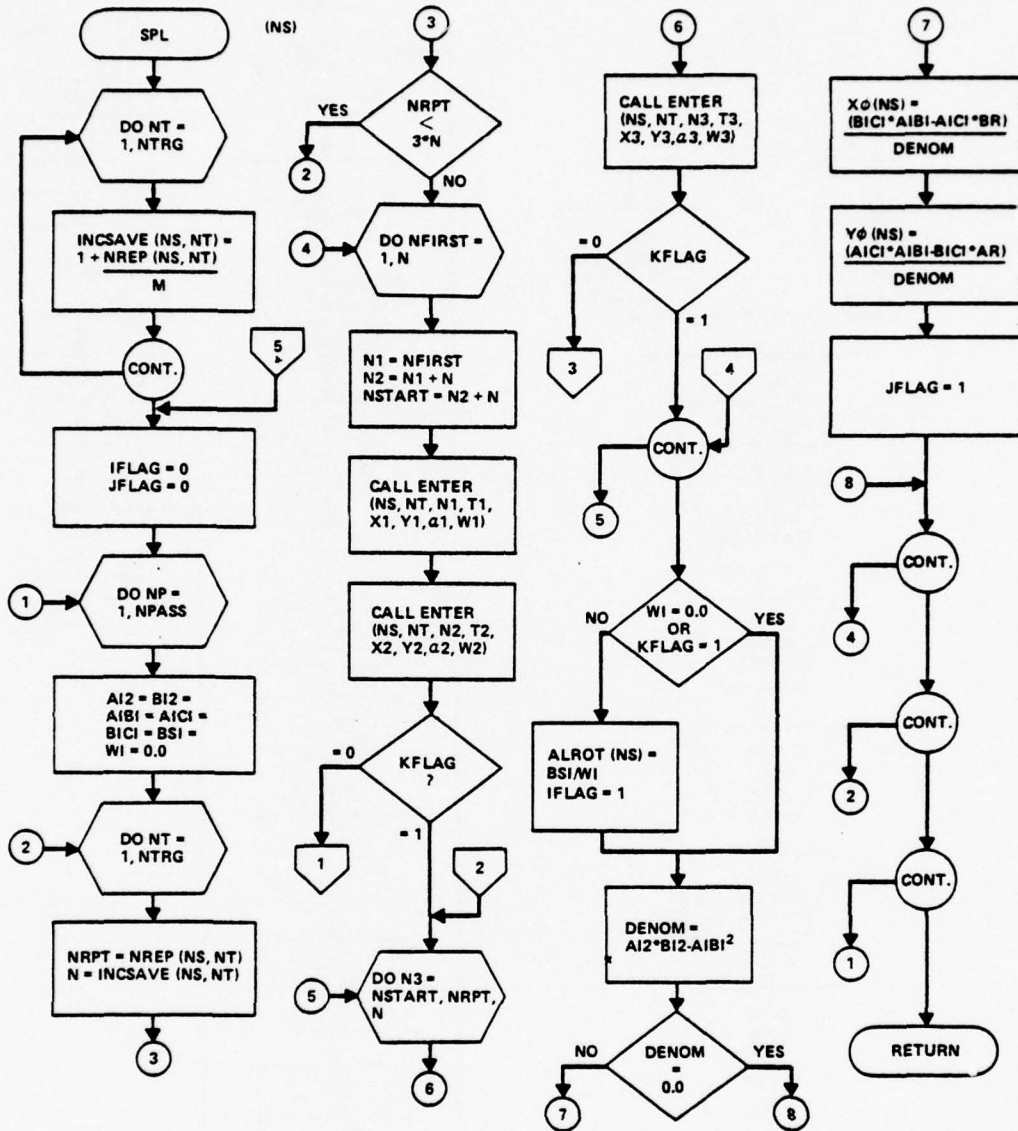 SPL
(NS)
DO NT =
1, NTRG
INCSAVE (NS, NT) =
1 + NREP (NS, NT)
M
CONT.
5
IFLAG = 0
JFLAG = 0
1
DO NP =
1, NPASS
AI2 = BI2 =
AIBI = AICI =
BICI = BSI =
WI = 0.0
2
DO NT =
1, NTRG
NRPT = NREP (NS, NT)
N = INCSAVE (NS, NT)
3
3
NRPT
<
3*N
YES
2
NO
4
DO NFIRST =
1, N
N1 = NFIRST
N2 = N1 + N
NSTART = N2 + N
CALL ENTER
(NS, NT, N1, T1,
X1, Y1, α1, W1)
CALL ENTER
(NS, NT, N2, T2,
X2, Y2, α2, W2)
= 0
KFLAG
?
1
= 1
2
5
DO N3 =
NSTART, NRPT,
N
6
6
CALL ENTER
(NS, NT, N3, T3,
X3, Y3, α3, W3)
= 0
KFLAG
= 1
3
4
CONT.
5
NO
WI = 0.0
OR
KFLAG = 1
YES
ALROT (NS) =
BSI/WI
IFLAG = 1
DENOM =
AI2*BI2-AIBI²
NO
DENOM
=
0.0
YES
7
8
7
Xϕ (NS) =
(BICI*AIBI-AICI*BR)
DENOM
Yϕ (NS) =
(AICI*AIBI-BICI*AR)
DENOM
JFLAG = 1
8
CONT.
4
CONT.
2
CONT.
1
RETURN